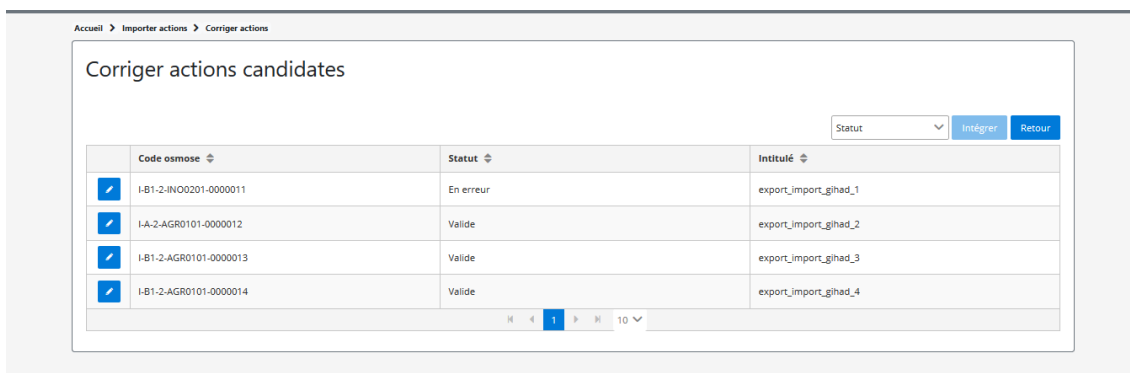 Accueil > Importer actions > Corriger actions
Corriger actions candidates
Statut Intégrer Retour
Code osmose Statut Intitulé
I-B1-2-INO0201-0000011 En erreur export_import_gihad_1
I-A-2-AGR0101-0000012 Valide export_import_gihad_2
I-B1-2-AGR0101-0000013 Valide export_import_gihad_3
I-B1-2-AGR0101-0000014 Valide export_import_gihad_4
1 10